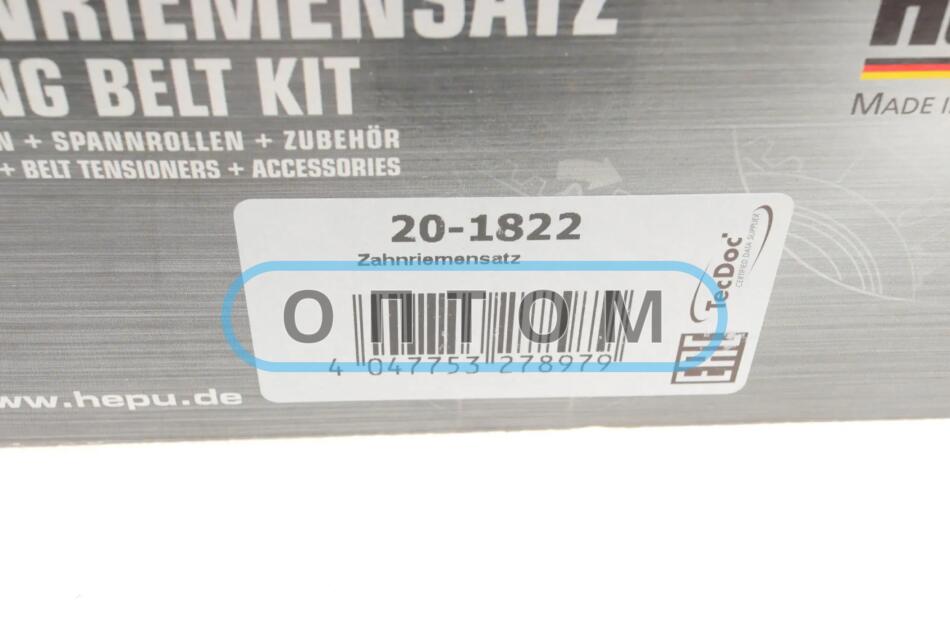 NRIEMENSATZ
NG BELT KIT
N + SPANNROLLEN + ZUBEHÖR
+ BELT TENSIONERS + ACCESSORIES
MADE I
20-1822
Zahnriemensatz
ОПТОМ
4 047753 278979
TecDoc
CERTIFIED DATA SUPPLIER
www.hepu.de